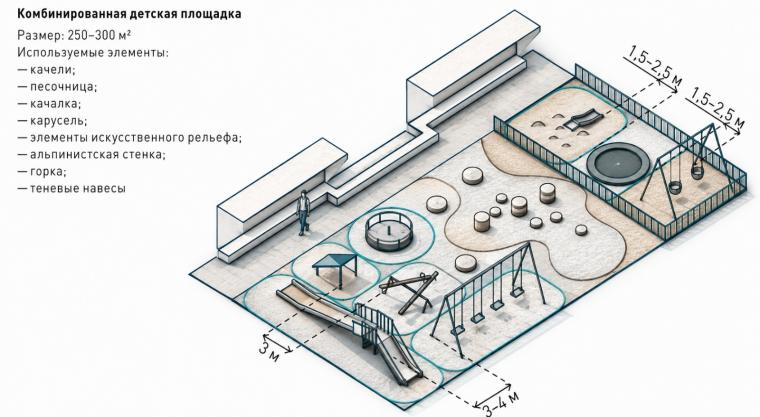 Комбинированная детская площадка
Размер: 250–300 м²
Используемые элементы:
— качели;
— песочница;
— качалка;
— карусель;
— элементы искусственного рельефа;
— альпинистская стенка;
— горка;
— теневые навесы
1,5–2,5 м
1,5–2,5 м
3 м
3–4 м